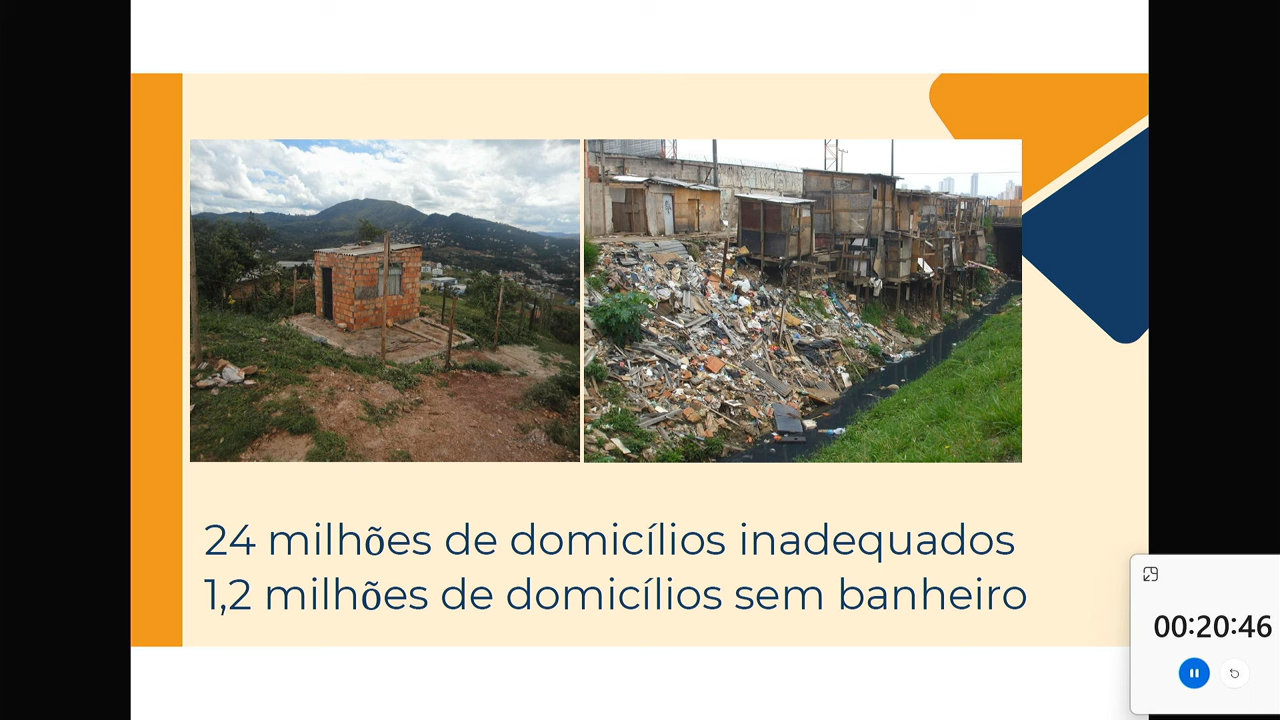 24 milhões de domicílios inadequados
1,2 milhões de domicílios sem banheiro
00:20:46